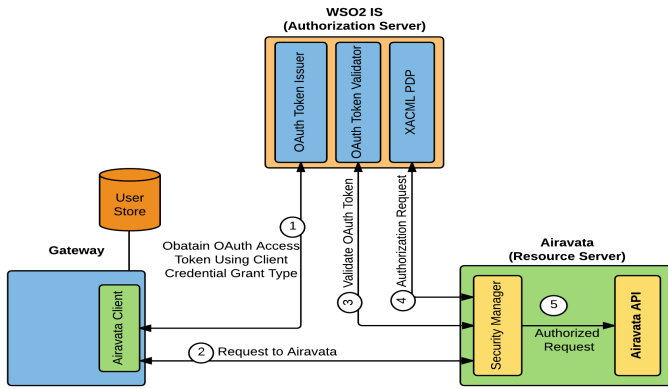 WSO2 IS
(Authorization Server)
OAuth Token Issuer
OAuth Token Validator
XACML PDP
User
Store
Gateway
Airavata Client
1
Obatain OAuth Access
Token Using Client
Credential Grant Type
3
Validate OAuth Token
4
Authorization Request
2
Request to Airavata
Airavata
(Resource Server)
Security Manager
5
Authorized
Request
Airavata API